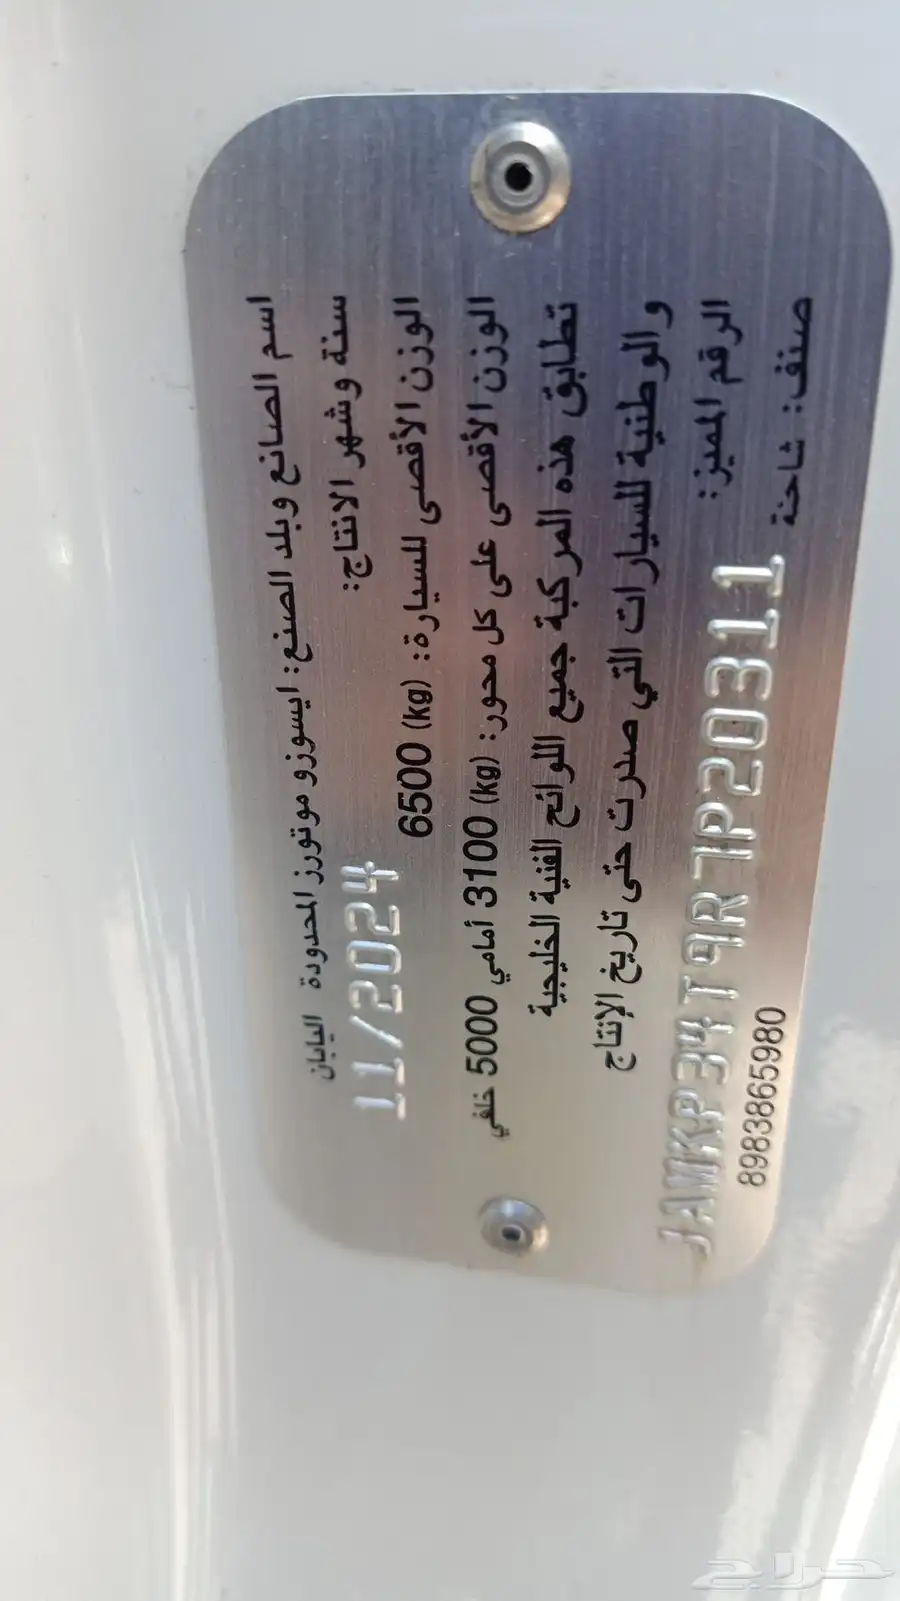 اسم الصانع وبلد الصنع: ايسوزو موتورز المحدودة اليابان
سنة وشهر الانتاج: 11/2024
الوزن الأقصى للسيارة: (kg) 6500
الوزن الأقصى على كل محور: (kg) 3100 أمامي 5000 خلفي
تطابق هذه المركبة جميع اللوائح الفنية الخليجية
والوطنية للسيارات التي صدرت حتى تاريخ الإنتاج
الرقم المميز: JAMKP34T9R7P20311
صنف: شاحنة
8983865980
حراج